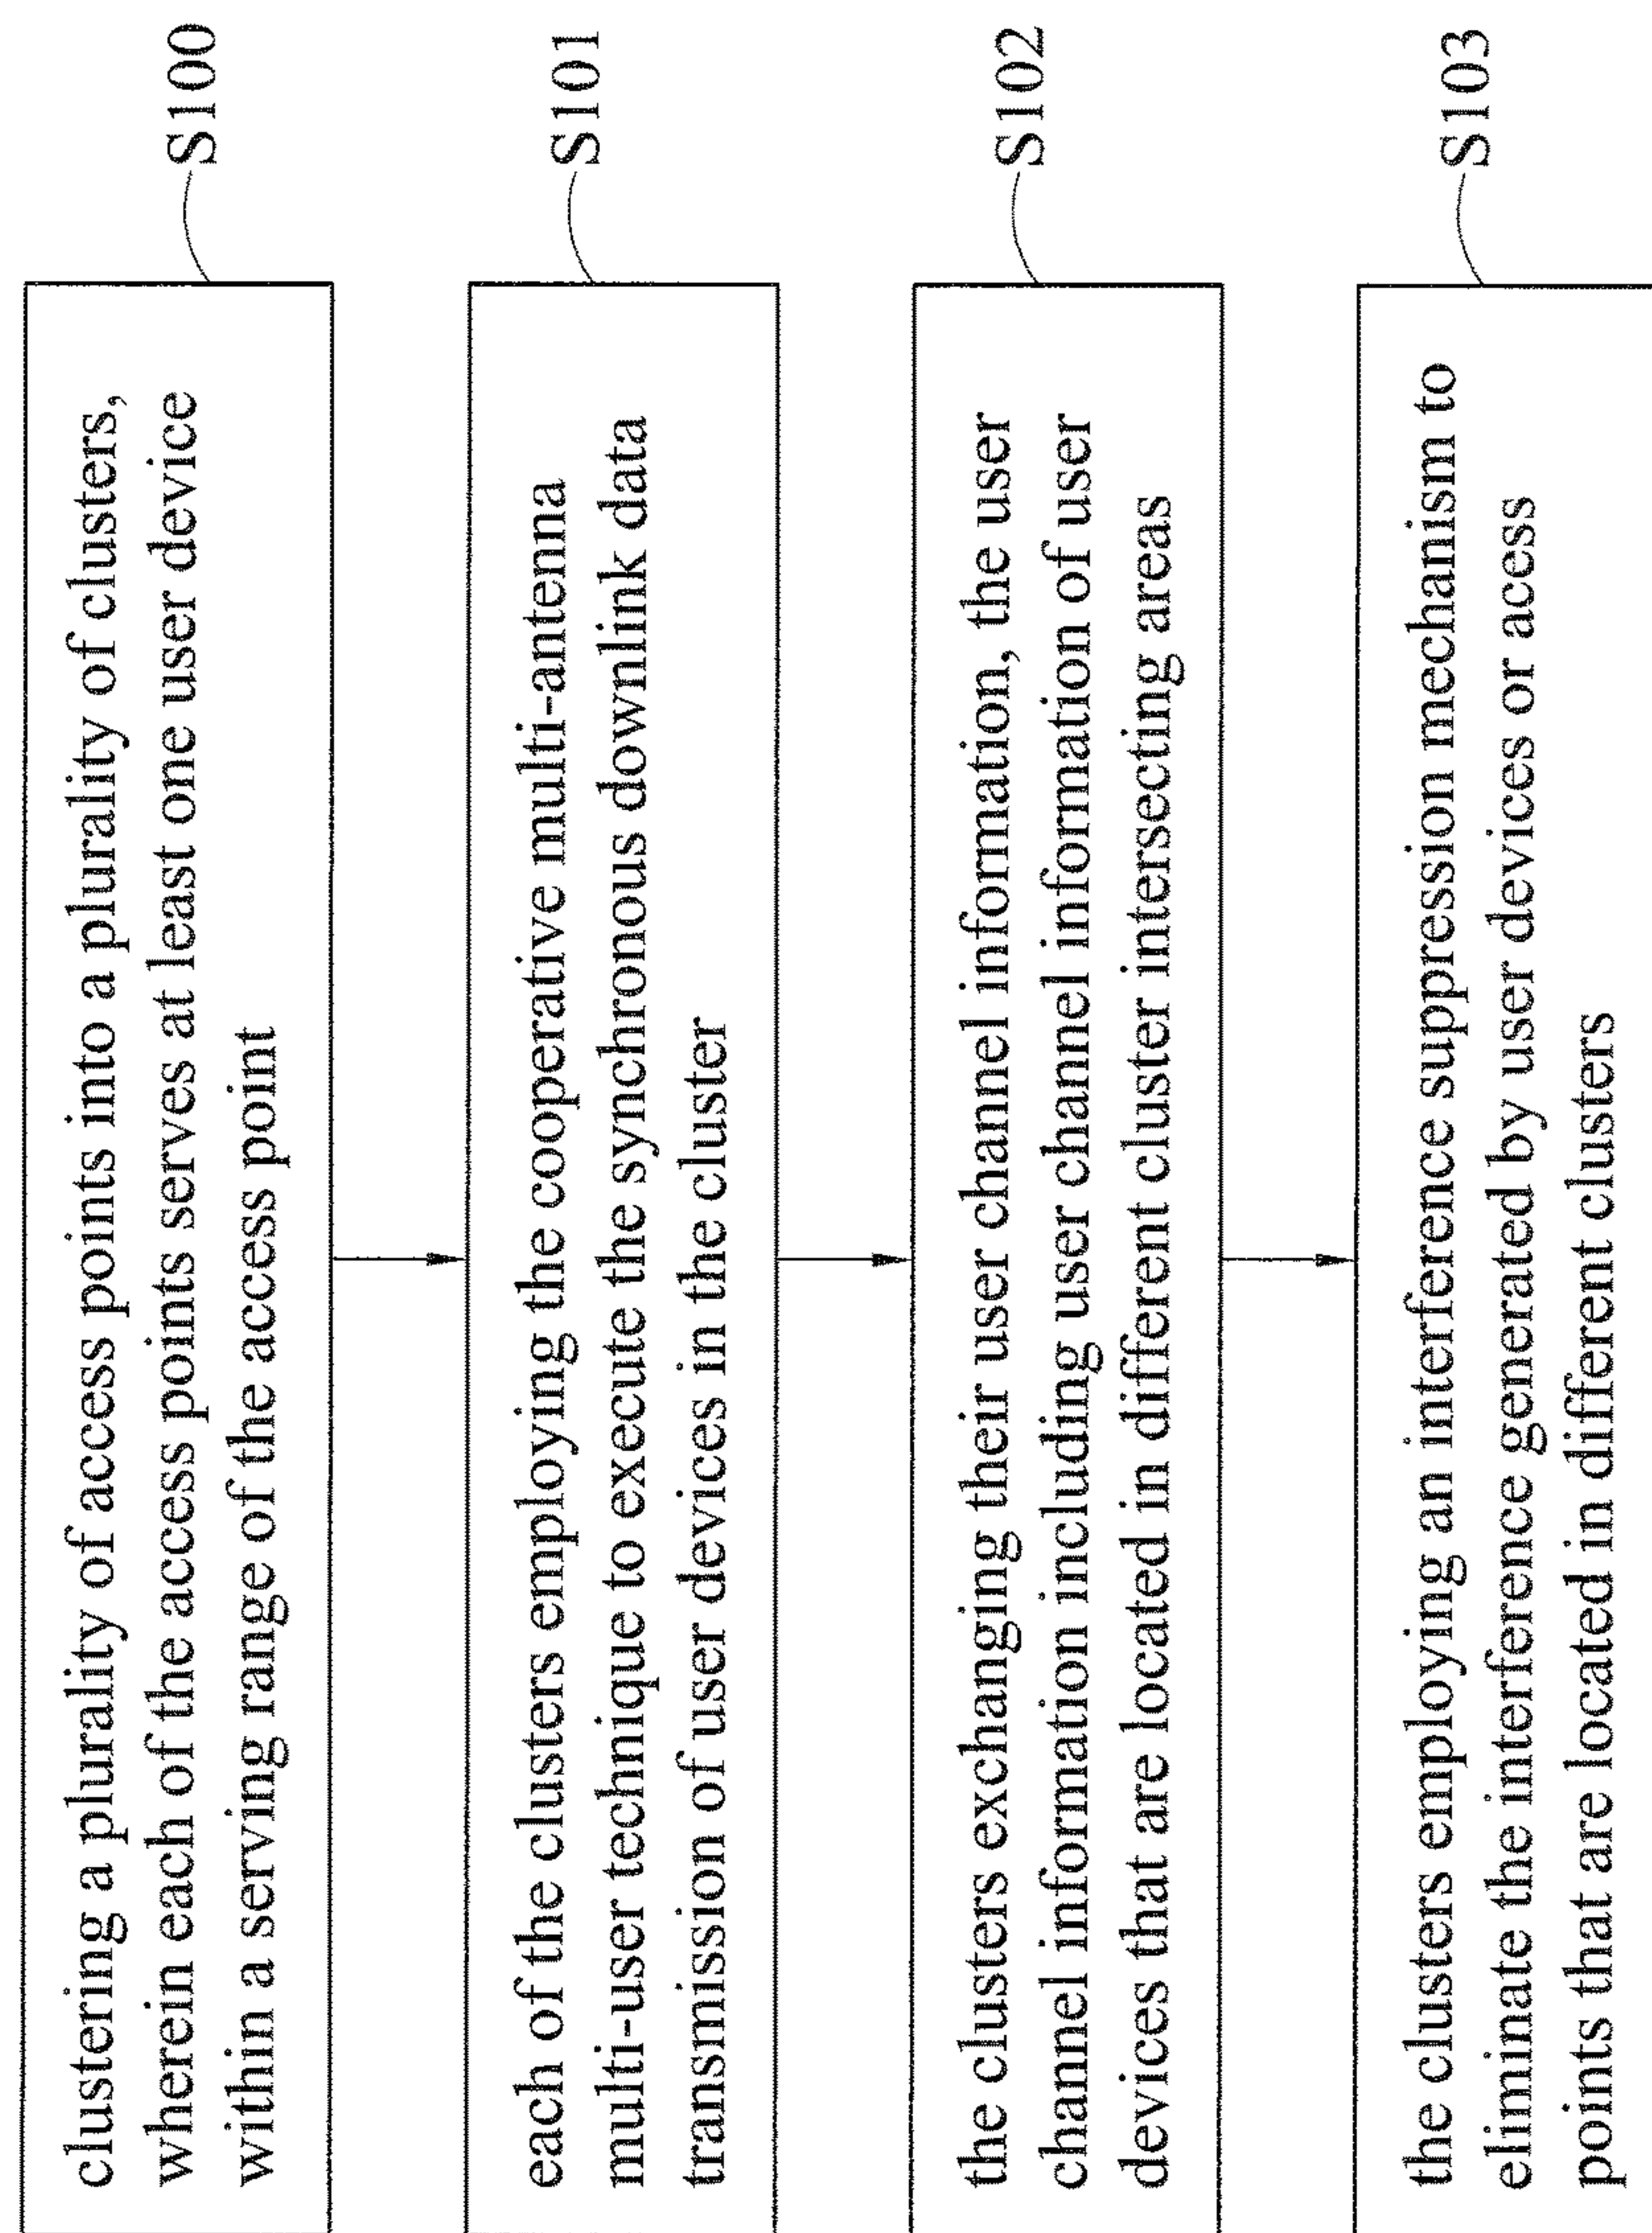 clustering a plurality of access points into a plurality of clusters,
wherein each of the access points serves at least one user device
within a serving range of the access point
S100
each of the clusters employing the cooperative multi-antenna
multi-user technique to execute the synchronous downlink data
transmission of user devices in the cluster
S101
the clusters exchanging their user channel information, the user
channel information including user channel information of user
devices that are located in different cluster intersecting areas
S102
the clusters employing an interference suppression mechanism to
eliminate the interference generated by user devices or acess
points that are located in different clusters
S103